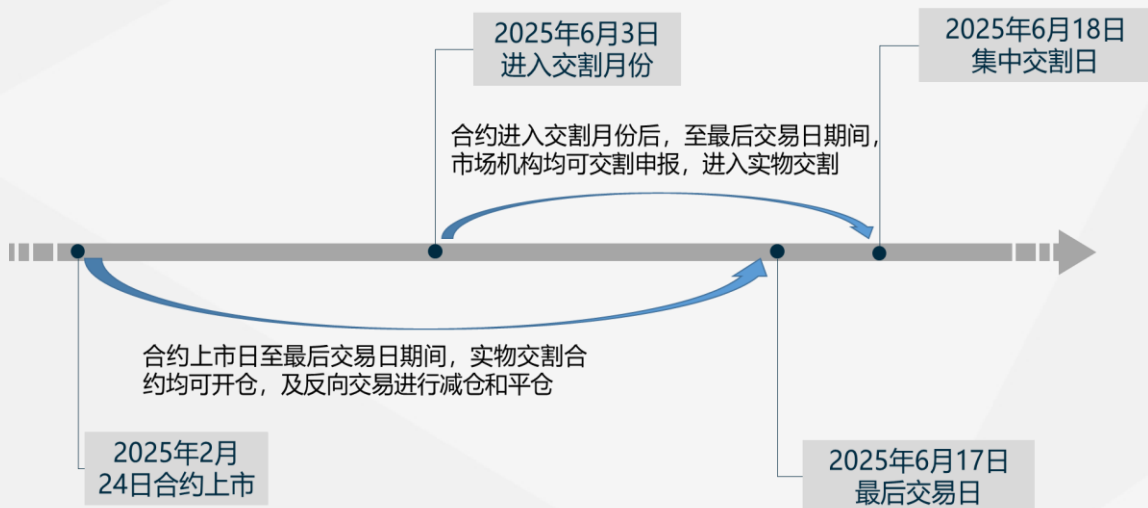 2025年6月3日
进入交割月份
2025年6月18日
集中交割日
合约进入交割月份后，至最后交易日期间，
市场机构均可交割申报，进入实物交割
合约上市日至最后交易日期间，实物交割合
约均可开仓，及反向交易进行减仓和平仓
2025年2月
24日合约上市
2025年6月17日
最后交易日